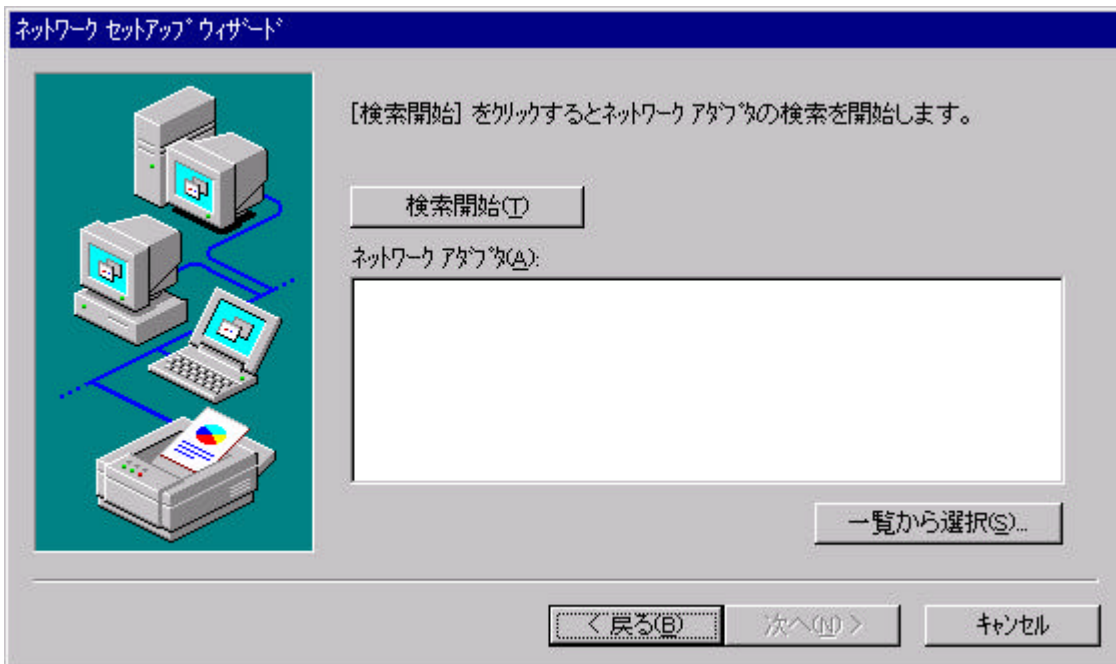 ネットワーク セットアップ ウィザード
[検索開始] をクリックするとネットワーク アダプタの検索を開始します。
検索開始(T)
ネットワーク アダプタ(A):
一覧から選択(S)...
< 戻る(B)
次へ(N) >
キャンセル